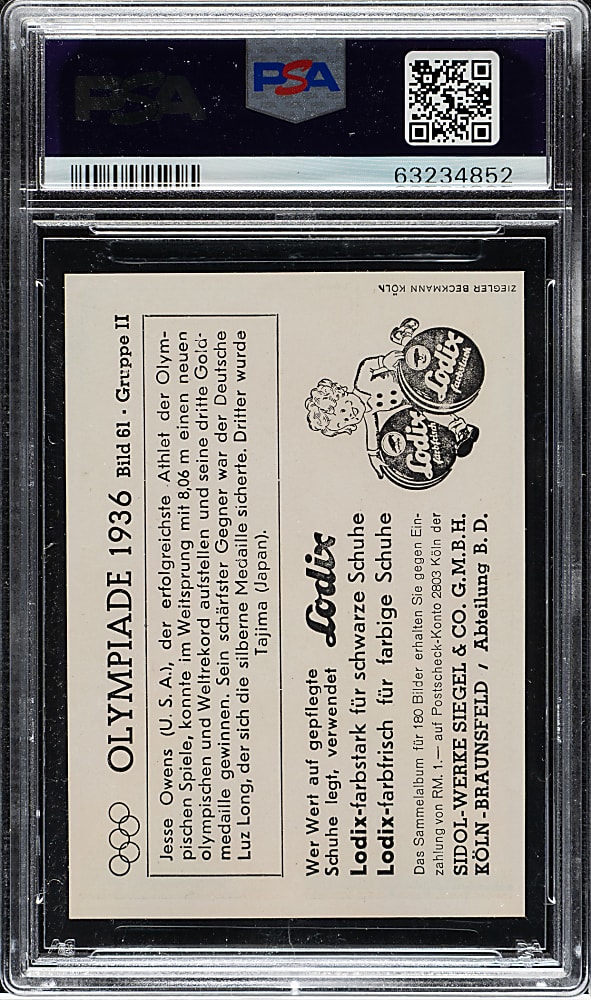 PSA
PSA
63234852
OLYMPIADE 1936 Bild 61 · Gruppe II
Jesse Owens (U. S. A.), der erfolgreichste Athlet der Olym-
pischen Spiele, konnte im Weitsprung mit 8,06 m einen neuen
olympischen und Weltrekord aufstellen und seine dritte Gold-
medaille gewinnen. Sein schärfster Gegner war der Deutsche
Luz Long, der sich die silberne Medaille sicherte. Dritter wurde
Tajima (Japan).
Wer Wert auf gepflegte
Schuhe legt, verwendet Lodix
Lodix-farbstark für schwarze Schuhe
Lodix-farbfrisch für farbige Schuhe
Das Sammelalbum für 180 Bilder erhalten Sie gegen Ein-
zahlung von RM. 1.— auf Postscheck-Konto 2803 Köln der
SIDOL-WERKE SIEGEL & CO. G.M.B.H.
KÖLN-BRAUNSFELD / Abteilung B. D.
Lodix
Lodix
ZIEGLER BECKMANN KÖLN